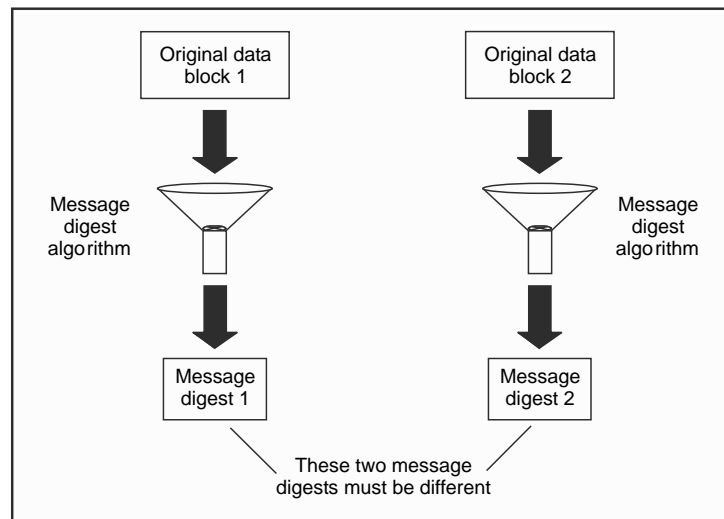 Original data
block 1
Original data
block 2
Message
digest
algorithm
Message
digest
algorithm
Message
digest 1
Message
digest 2
These two message
digests must be different